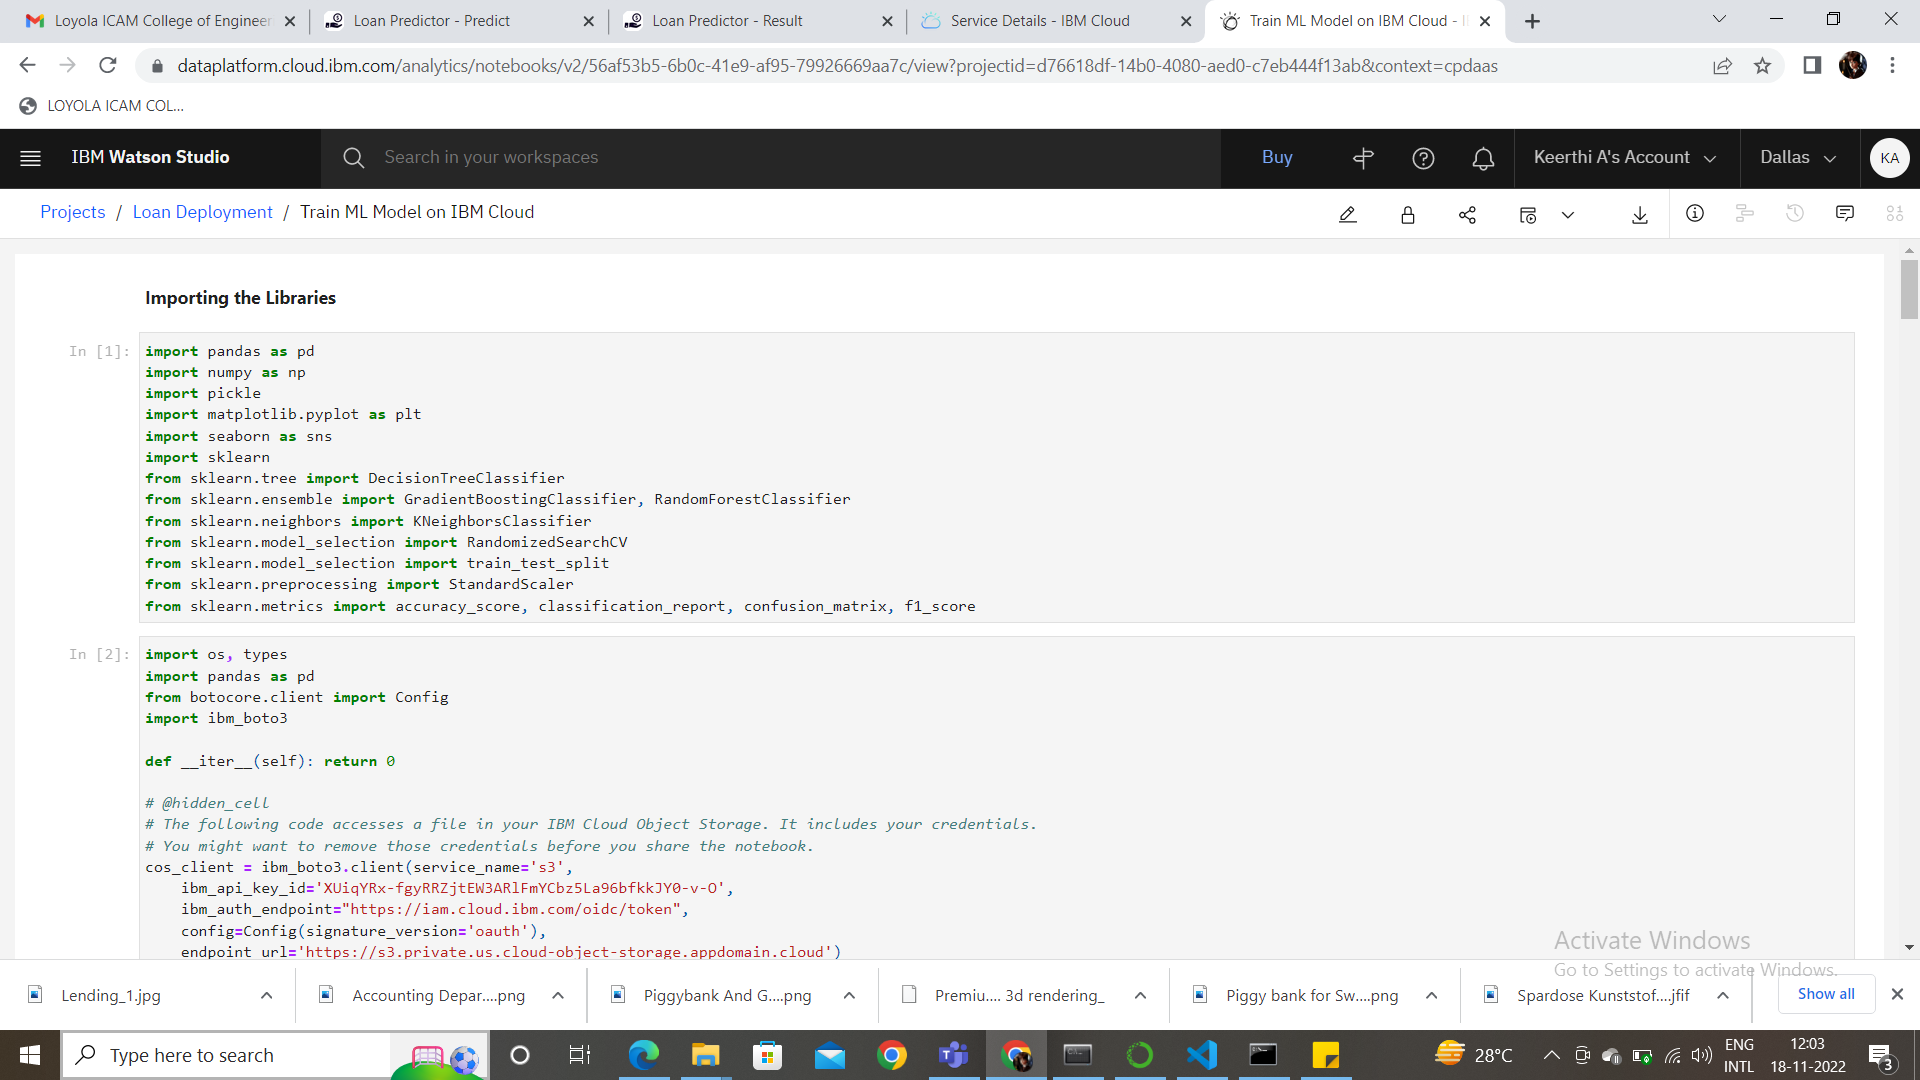 Loyola ICAM College of Engineer
Loan Predictor - Predict
Loan Predictor - Result
Service Details - IBM Cloud
Train ML Model on IBM Cloud - I
dataplatform.cloud.ibm.com/analytics/notebooks/v2/56af53b5-6b0c-41e9-af95-79926669aa7c/view?projectid=d76618df-14b0-4080-aed0-c7eb444f13ab&context=cpdaas
LOYOLA ICAM COL...
IBM Watson Studio
Search in your workspaces
Buy
Keerthi A's Account
Dallas
KA
Projects / Loan Deployment / Train ML Model on IBM Cloud
Importing the Libraries
In [1]:
import pandas as pd
import numpy as np
import pickle
import matplotlib.pyplot as plt
import seaborn as sns
import sklearn
from sklearn.tree import DecisionTreeClassifier
from sklearn.ensemble import GradientBoostingClassifier, RandomForestClassifier
from sklearn.neighbors import KNeighborsClassifier
from sklearn.model_selection import RandomizedSearchCV
from sklearn.model_selection import train_test_split
from sklearn.preprocessing import StandardScaler
from sklearn.metrics import accuracy_score, classification_report, confusion_matrix, f1_score
In [2]:
import os, types
import pandas as pd
from botocore.client import Config
import ibm_boto3
def __iter__(self): return 0
# @hidden_cell
# The following code accesses a file in your IBM Cloud Object Storage. It includes your credentials.
# You might want to remove those credentials before you share the notebook.
cos_client = ibm_boto3.client(service_name='s3',
ibm_api_key_id='XUiqYRx-fgyRRZjtEW3ARlFmYCbz5La96bfkkJY0-v-O',
ibm_auth_endpoint="https://iam.cloud.ibm.com/oidc/token",
config=Config(signature_version='oauth'),
endpoint_url='https://s3.private.us.cloud-object-storage.appdomain.cloud')
Activate Windows
Go to Settings to activate Windows.
Lending_1.jpg
Accounting Depar....png
Piggybank And G....png
Premiu.... 3d rendering_
Piggy bank for Sw....png
Spardose Kunststof....jfif
Show all
Type here to search
28°C
ENG
INTL
12:03
18-11-2022
3